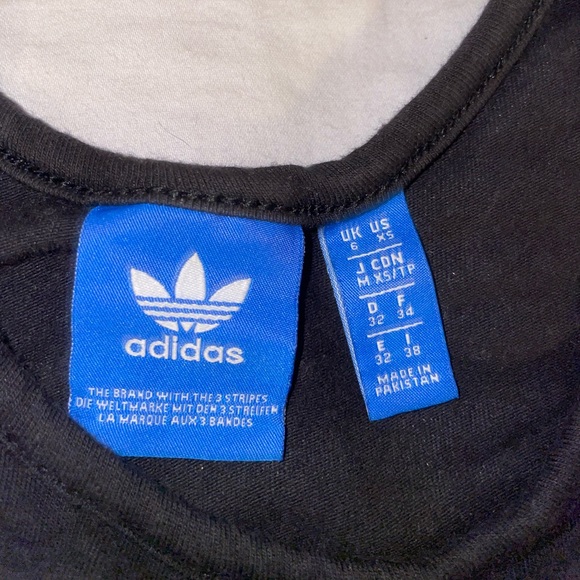 adidas
THE BRAND WITH THE 3 STRIPES
DIE WELTMARKE MIT DEN 3 STREIFEN
LA MARQUE AUX 3 BANDES
UK US
6 XS
J CDN
M XS/TP
D F
32 34
E I
32 38
MADE IN
PAKISTAN